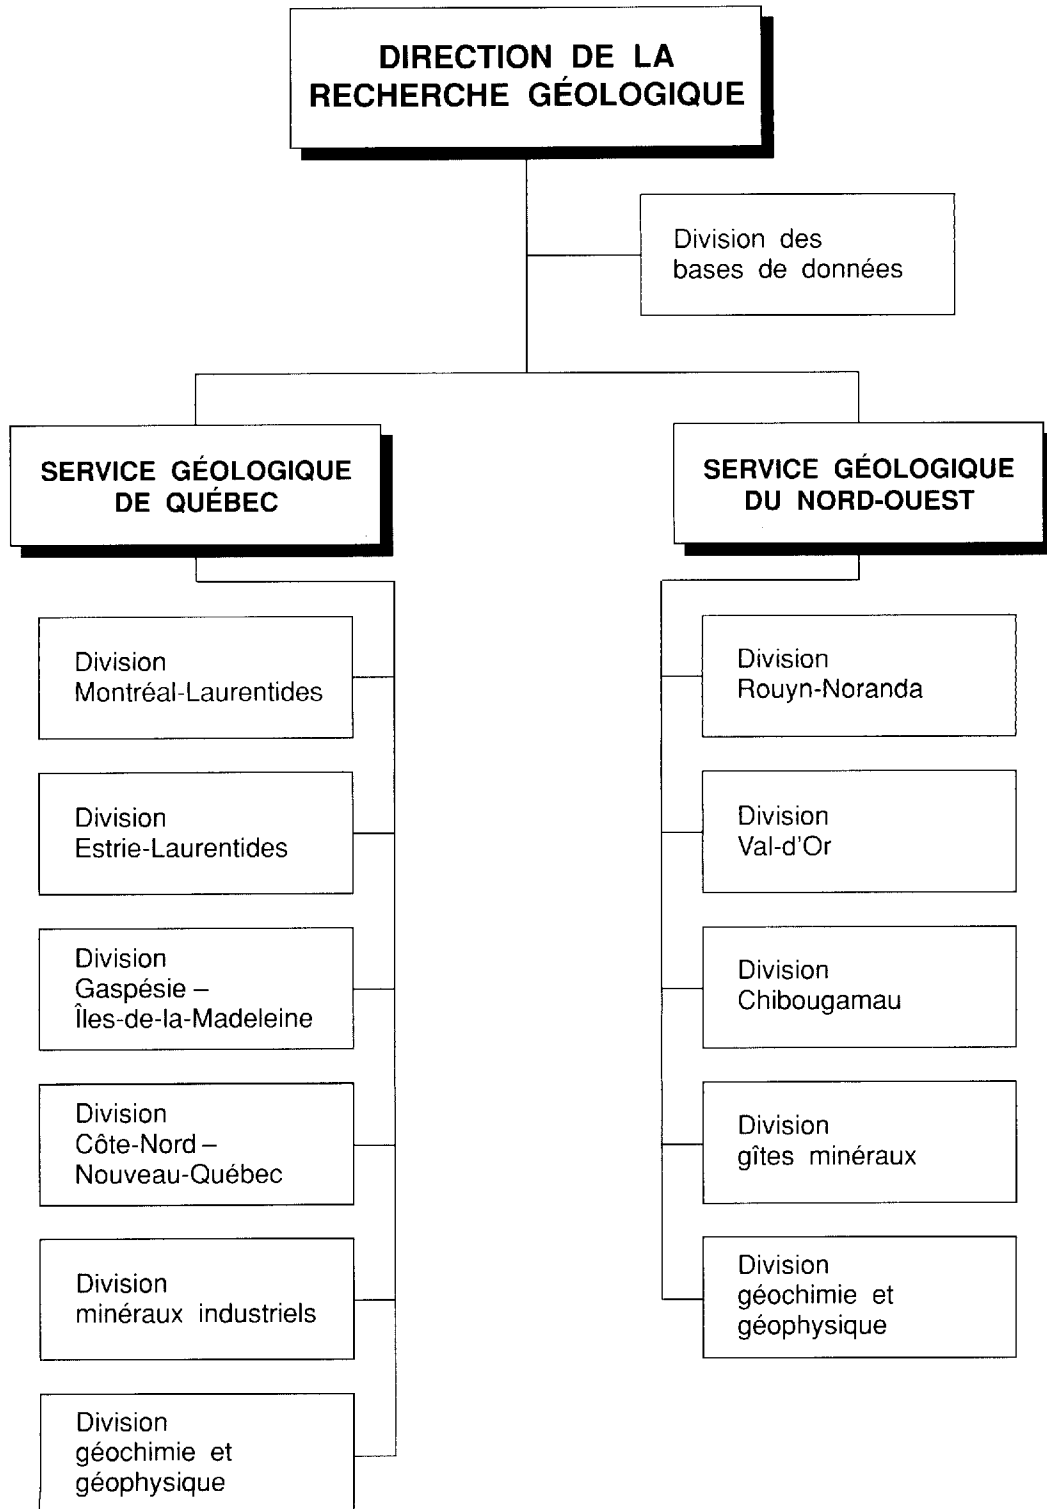 DIRECTION DE LA
RECHERCHE GÉOLOGIQUE
Division des
bases de données
SERVICE GÉOLOGIQUE
DE QUÉBEC
Division
Montréal-Laurentides
Division
Estrie-Laurentides
Division
Gaspésie –
Îles-de-la-Madeleine
Division
Côte-Nord –
Nouveau-Québec
Division
minéraux industriels
Division
géochimie et
géophysique
SERVICE GÉOLOGIQUE
DU NORD-OUEST
Division
Rouyn-Noranda
Division
Val-d'Or
Division
Chibougamau
Division
gîtes minéraux
Division
géochimie et
géophysique